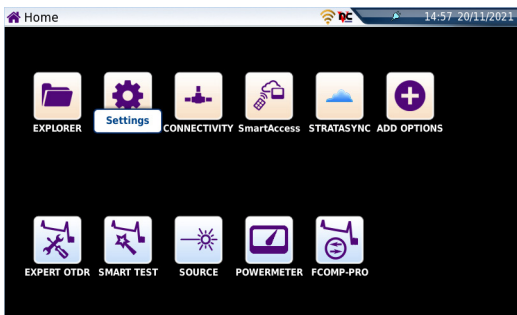 Home
14:57 20/11/2021
EXPLORER
Settings
CONNECTIVITY
SmartAccess
STRATASYNC
ADD OPTIONS
EXPERT OTDR
SMART TEST
SOURCE
POWERMETER
FCOMP-PRO